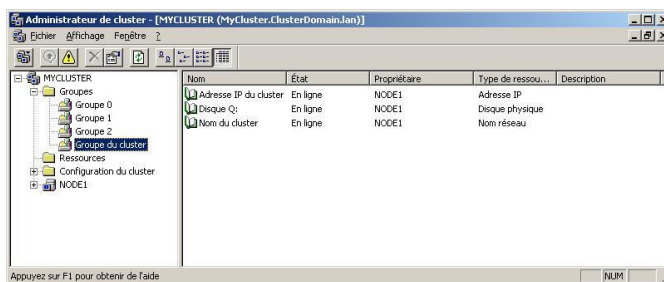 Administrateur de cluster - [MYCLUSTER (MyCluster.ClusterDomain.lan)]
Fichier Affichage Fenêtre ?
MYCLUSTER
Groupes
Groupe 0
Groupe 1
Groupe 2
Groupe du cluster
Ressources
Configuration du cluster
NODE1
Nom État Propriétaire Type de ressou... Description
Adresse IP du cluster En ligne NODE1 Adresse IP
Disque Q: En ligne NODE1 Disque physique
Nom du cluster En ligne NODE1 Nom réseau
Appuyez sur F1 pour obtenir de l'aide NUM